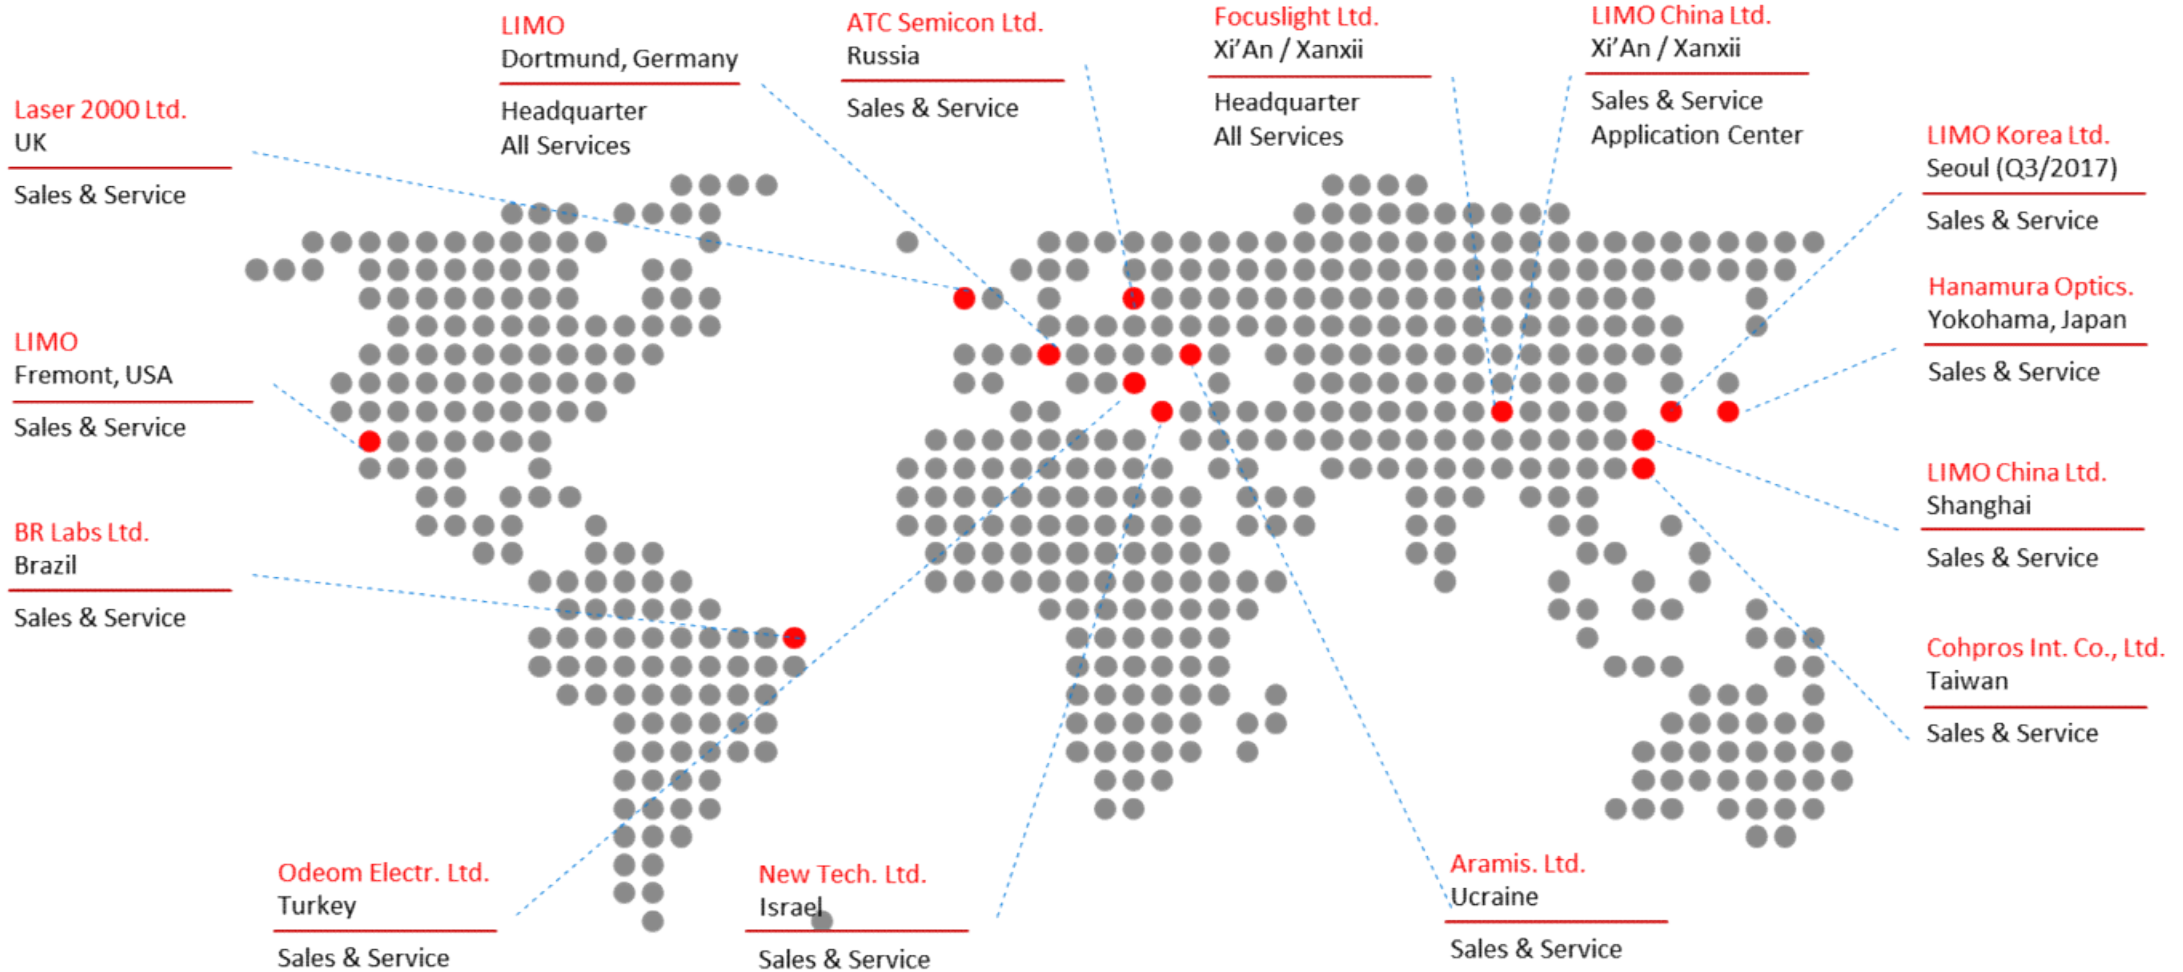 LIMO
Dortmund, Germany
Headquarter
All Services
ATC Semicon Ltd.
Russia
Sales & Service
Focuslight Ltd.
Xi'An / Xanxii
Headquarter
All Services
LIMO China Ltd.
Xi'An / Xanxii
Sales & Service
Application Center
Laser 2000 Ltd.
UK
Sales & Service
LIMO Korea Ltd.
Seoul (Q3/2017)
Sales & Service
Hanamura Optics.
Yokohama, Japan
Sales & Service
LIMO
Fremont, USA
Sales & Service
LIMO China Ltd.
Shanghai
Sales & Service
BR Labs Ltd.
Brazil
Sales & Service
Cohpros Int. Co., Ltd.
Taiwan
Sales & Service
Odeom Electr. Ltd.
Turkey
Sales & Service
New Tech. Ltd.
Israel
Sales & Service
Aramis. Ltd.
Ucraine
Sales & Service